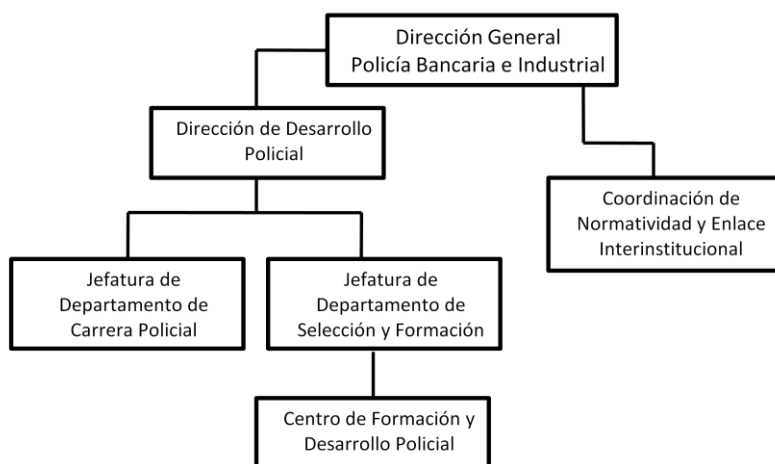 Dirección General
Policía Bancaria e Industrial
Dirección de Desarrollo
Policial
Coordinación de
Normatividad y Enlace
Interinstitucional
Jefatura de
Departamento de
Carrera Policial
Jefatura de
Departamento de
Selección y Formación
Centro de Formación y
Desarrollo Policial